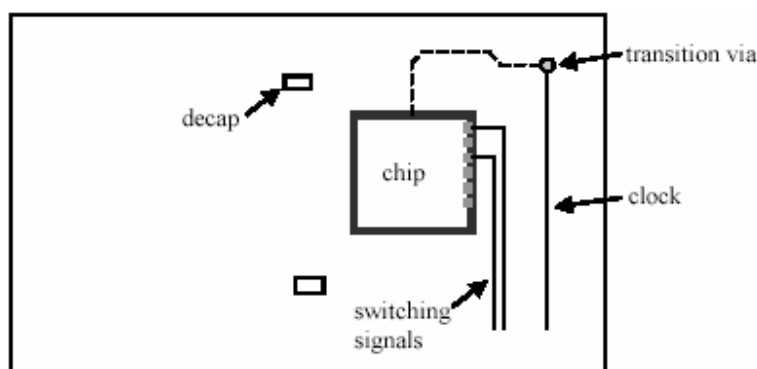 transition via
decap
chip
clock
switching
signals